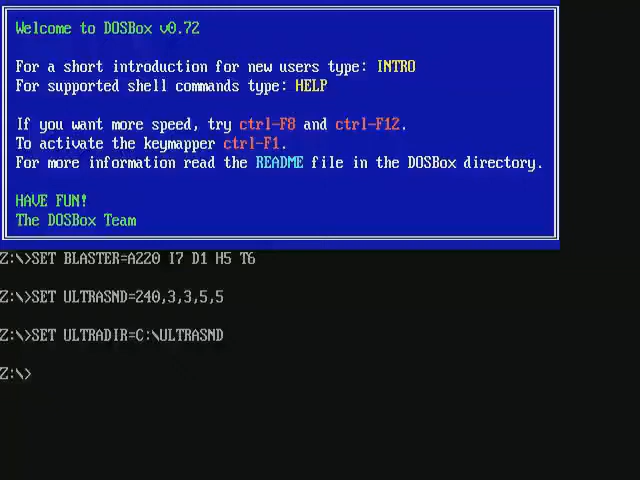 Welcome to DOSBox v0.72
For a short introduction for new users type: INTRO
For supported shell commands type: HELP
If you want more speed, try ctrl-F8 and ctrl-F12.
To activate the keymapper ctrl-F1.
For more information read the README file in the DOSBox directory.
HAVE FUN!
The DOSBox Team
Z:\>SET BLASTER=A220 I7 D1 H5 T6
Z:\>SET ULTRASND=240,3,3,5,5
Z:\>SET ULTRADIR=C:\ULTRASND
Z:\>